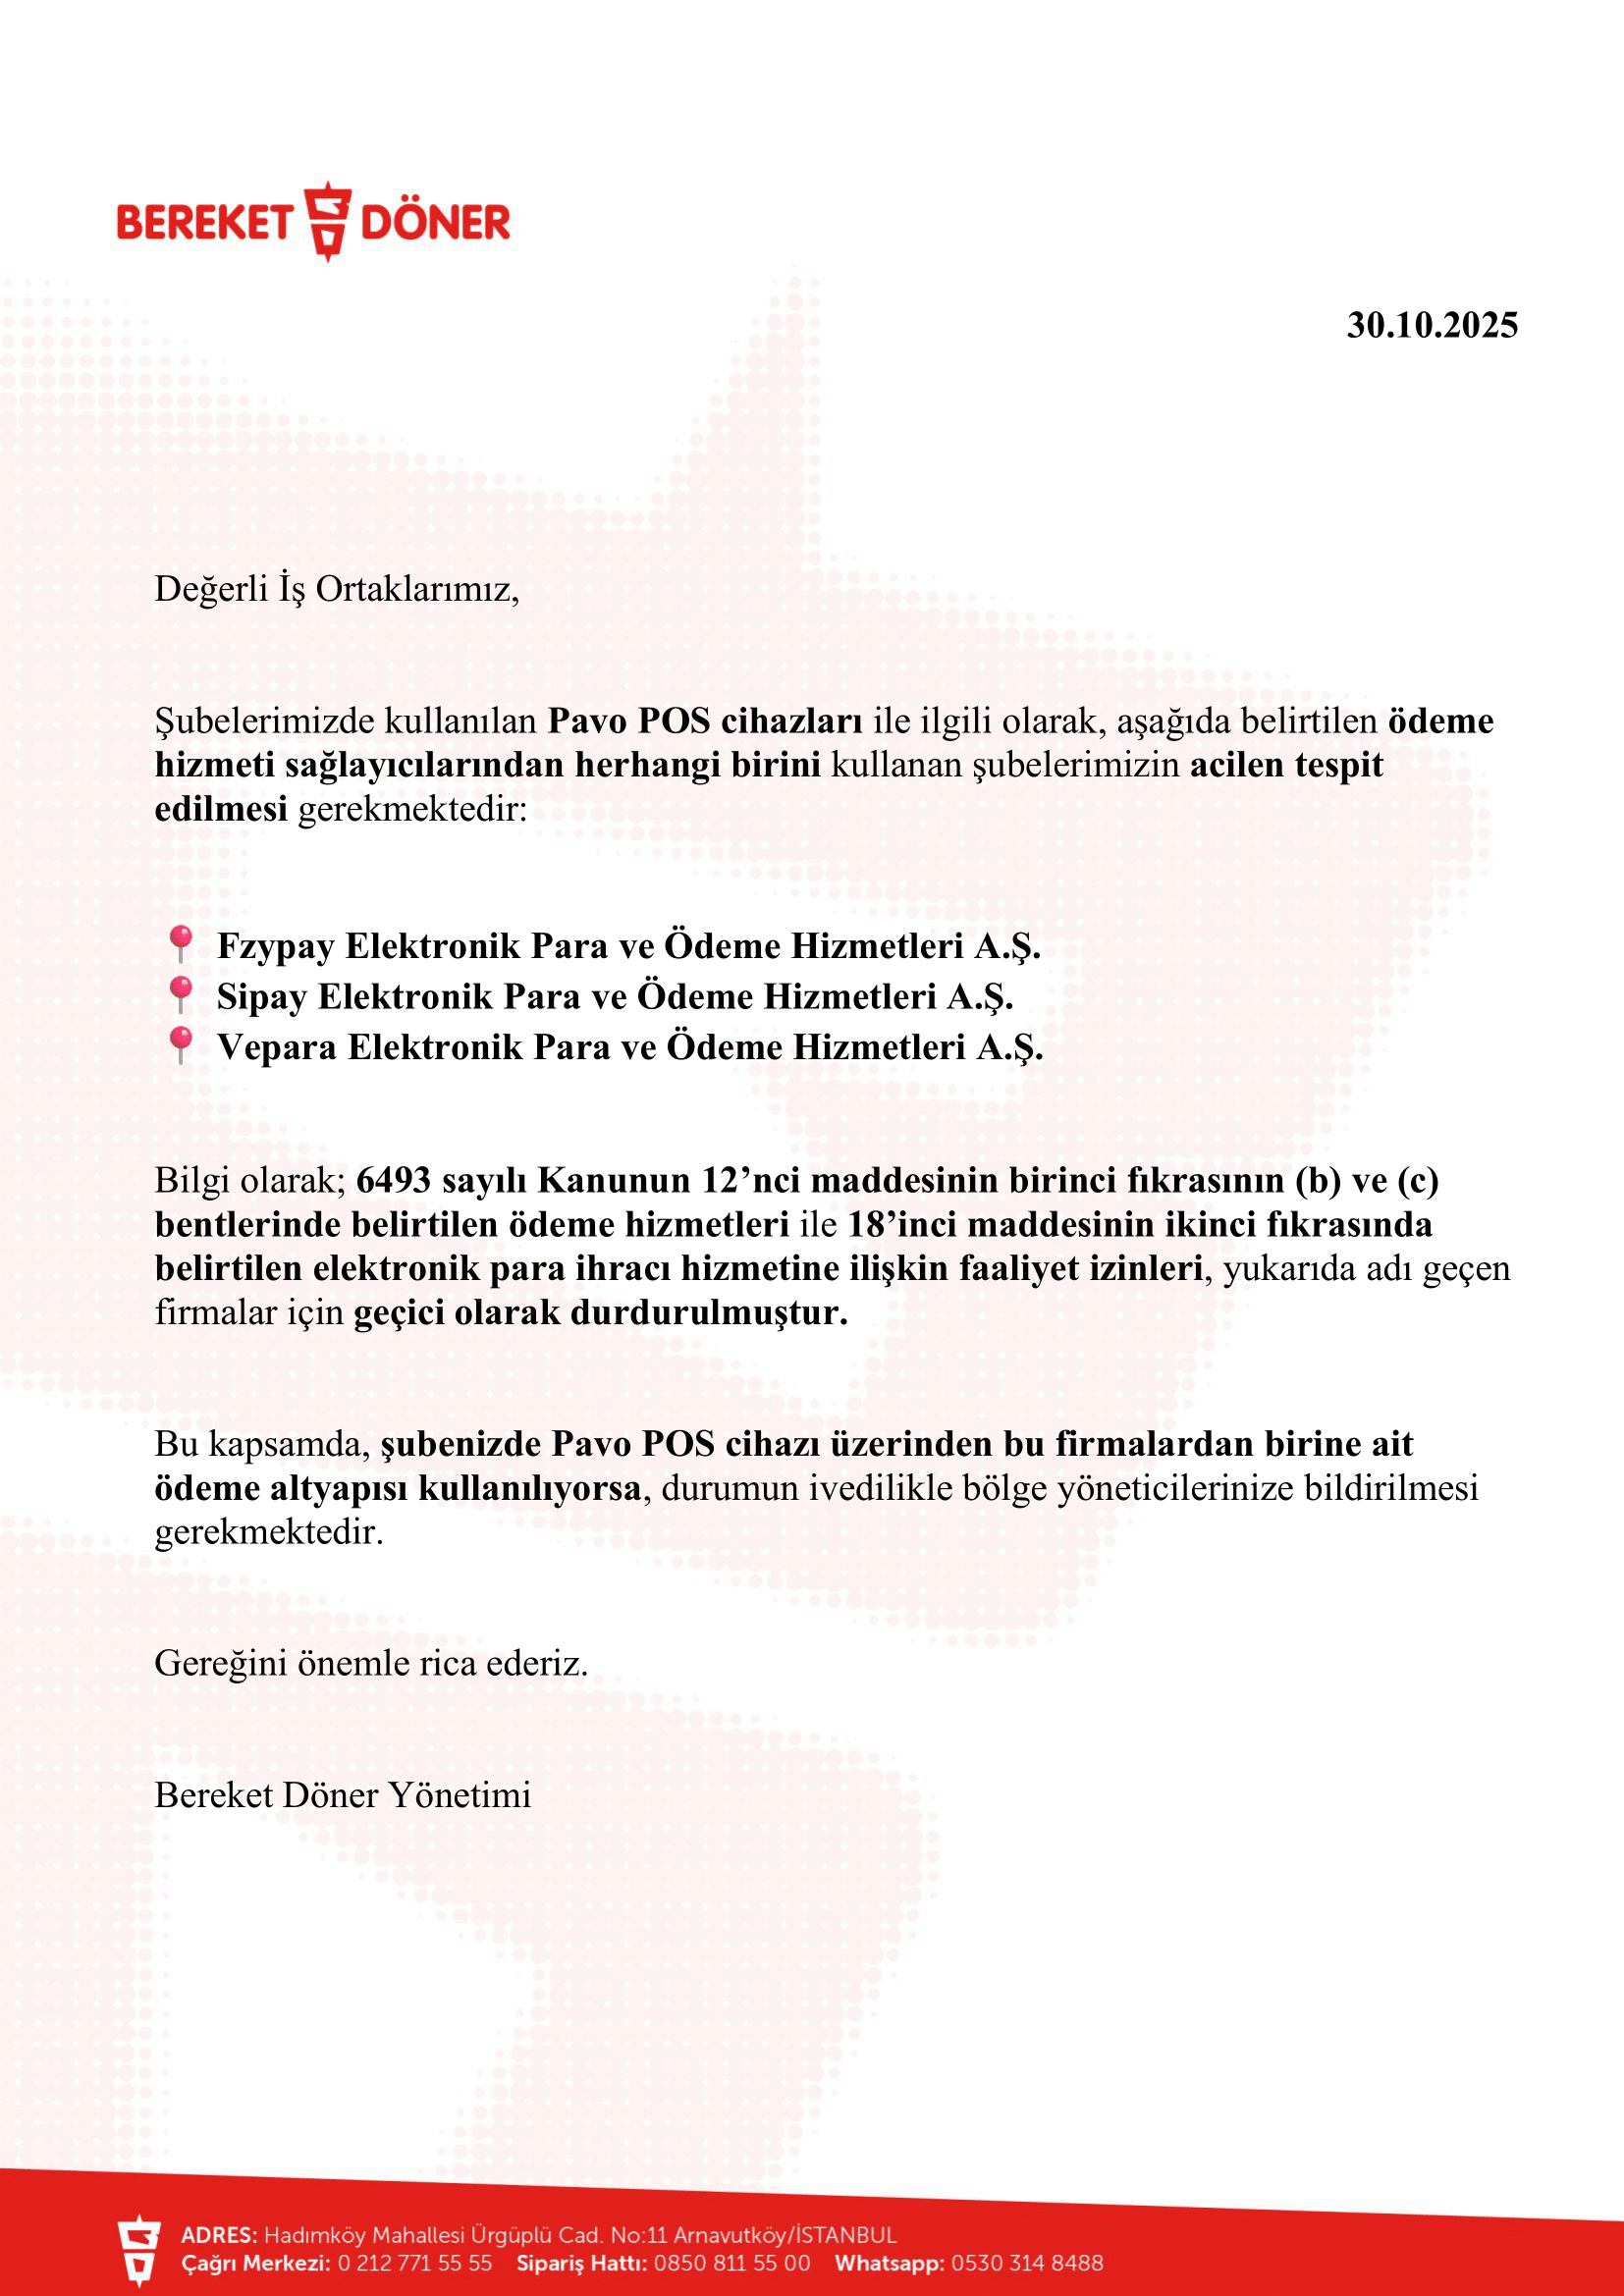 BEREKET DÖNER
30.10.2025
Değerli İş Ortaklarımız,
Şubelerimizde kullanılan Pavo POS cihazları ile ilgili olarak, aşağıda belirtilen ödeme
hizmeti sağlayıcılarından herhangi birini kullanan şubelerimizin acilen tespit
edilmesi gerekmektedir:
Fzypay Elektronik Para ve Ödeme Hizmetleri A.Ş.
Sipay Elektronik Para ve Ödeme Hizmetleri A.Ş.
Vepara Elektronik Para ve Ödeme Hizmetleri A.Ş.
Bilgi olarak; 6493 sayılı Kanunun 12’nci maddesinin birinci fıkrasının (b) ve (c)
bentlerinde belirtilen ödeme hizmetleri ile 18’inci maddesinin ikinci fıkrasında
belirtilen elektronik para ihracı hizmetine ilişkin faaliyet izinleri, yukarıda adı geçen
firmalar için geçici olarak durdurulmuştur.
Bu kapsamda, şubenizde Pavo POS cihazı üzerinden bu firmalardan birine ait
ödeme altyapısı kullanılıyorsa, durumun ivedilikle bölge yöneticilerinize bildirilmesi
gerekmektedir.
Gereğini önemle rica ederiz.
Bereket Döner Yönetimi
ADRES: Hadımköy Mahallesi Ürgüplü Cad. No:11 Arnavutköy/İSTANBUL
Çağrı Merkezi: 0 212 771 55 55 Sipariş Hattı: 0850 811 55 00 Whatsapp: 0530 314 8488